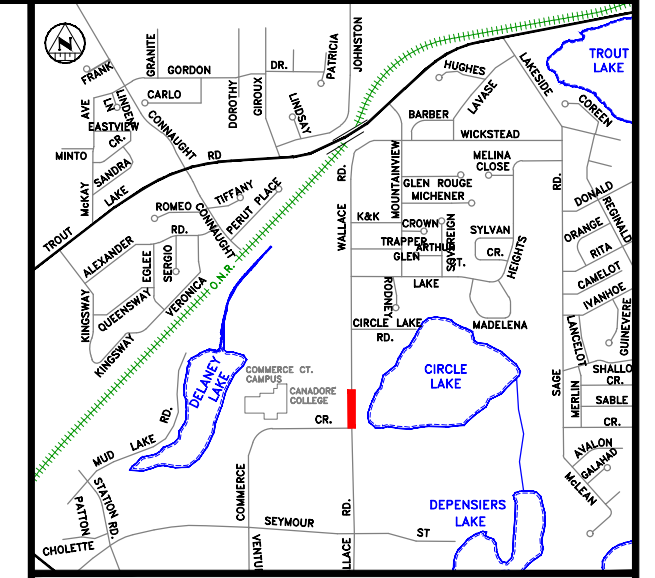 N
JOHNSTON
GRANITE
PATRICIA
FRANK
GORDON
DR.
HUGHES
LAKESIDE
TROUT
LAKE
CARLO
LINDEN
LN.
AVE
DOROTHY
GIROUX
LINDSAY
LAVASE
COREEN
EASTVIEW
CR.
CONNAUGHT
BARBER
WICKSTEAD
MINTO
SANDRA
RD
McKAY
LAKE
TROUT
RD.
WALLACE
MOUNTAINVIEW
MELINA
CLOSE
GLEN ROUGE
MICHENER
RD.
SAGE
DONALD
REGINALD
ROMEO
TIFFANY
PERUT PLACE
CONNAUGHT
K&K
CROWN
SOVEREIGN
SYLVAN
CR.
HEIGHTS
ORANGE
ALEXANDER
RD.
EGLEE
SERGIO
TRAPPER
ARTHUR
GLEN
ST.
RITA
O.N.R.
LAKE
CAMELOT
IVANHOE
KINGSWAY
QUEENSWAY
VERONICA
RODNEY
MADELENA
CIRCLE LAKE
RD.
LANCELOT
GUINEVERE
KINGSWAY
DELANEY
LAKE
COMMERCE CT.
CAMPUS
CANADORE
COLLEGE
CIRCLE
LAKE
SHALLO
CR.
MERLIN
SABLE
CR.
CR.
MUD LAKE RD.
AVALON
GALAHAD
McLEAN
STATION RD.
PATTON
COMMERCE
RD.
DEPENSIERS
LAKE
SEYMOUR
ST
CHOLETTE
VENTU
LLACE